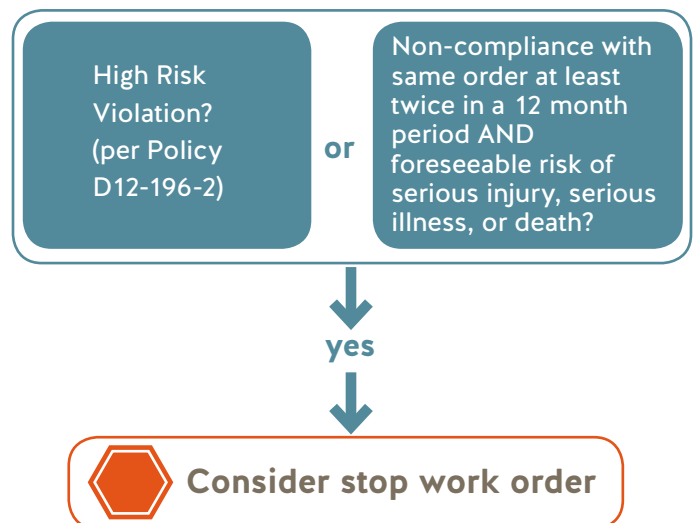 High Risk
Violation?
(per Policy
D12-196-2)
or
Non-compliance with
same order at least
twice in a 12 month
period AND
foreseeable risk of
serious injury, serious
illness, or death?
yes
Consider stop work order